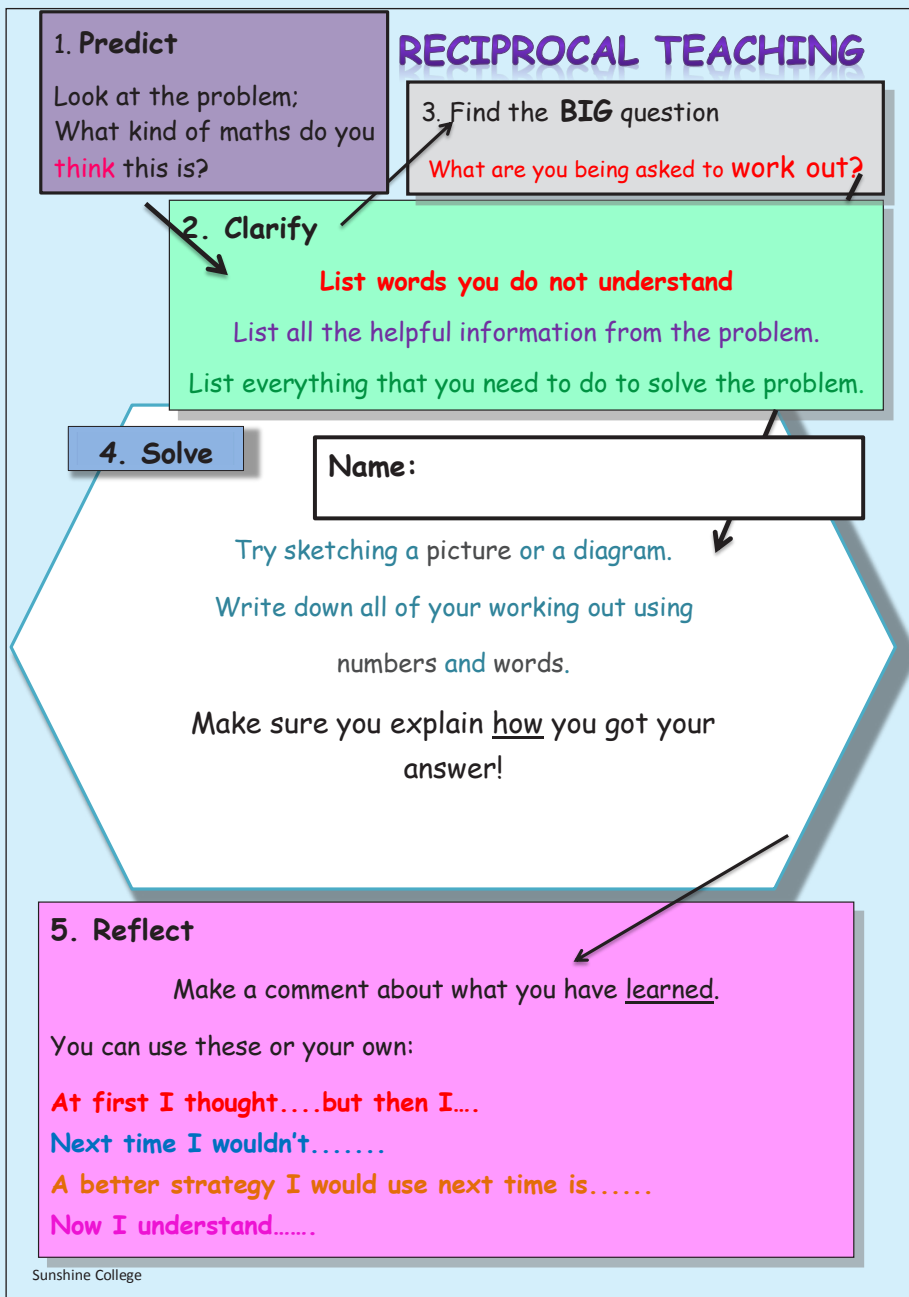 RECIPROCAL TEACHING
1. Predict
Look at the problem;
What kind of maths do you
think this is?
3. Find the BIG question
What are you being asked to work out?
2. Clarify
List words you do not understand
List all the helpful information from the problem.
List everything that you need to do to solve the problem.
4. Solve
Name:
Try sketching a picture or a diagram.
Write down all of your working out using
numbers and words.
Make sure you explain how you got your
answer!
5. Reflect
Make a comment about what you have learned.
You can use these or your own:
At first I thought....but then I....
Next time I wouldn't.......
A better strategy I would use next time is......
Now I understand.......
Sunshine College